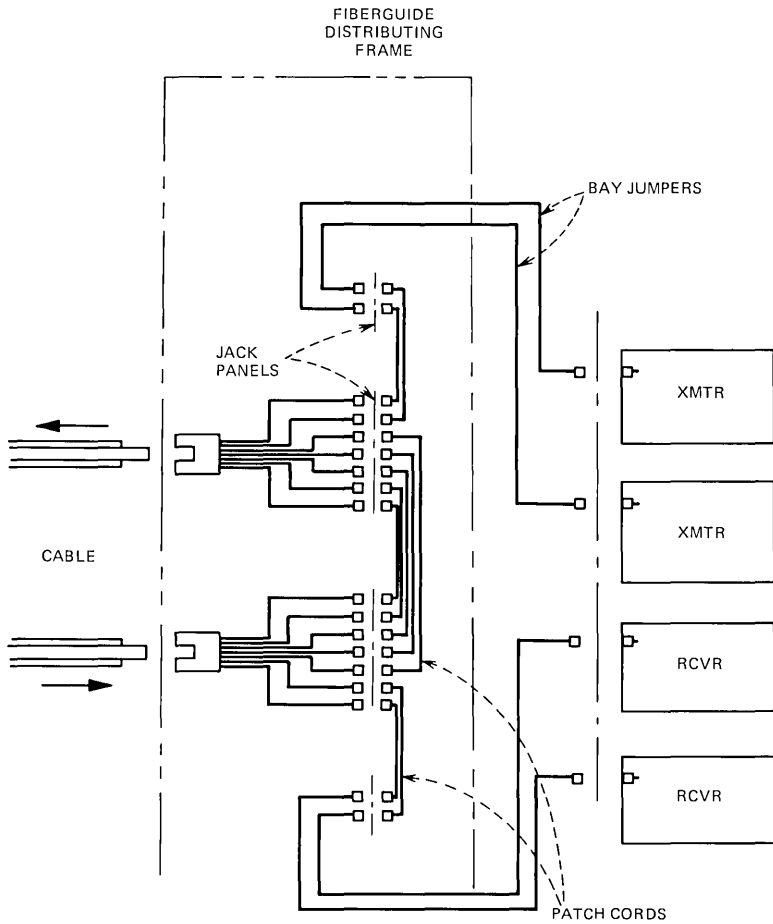 FIBERGUIDE
DISTRIBUTING
FRAME
BAY JUMPERS
JACK
PANELS
XMTR
XMTR
CABLE
RCVR
RCVR
PATCH CORDS